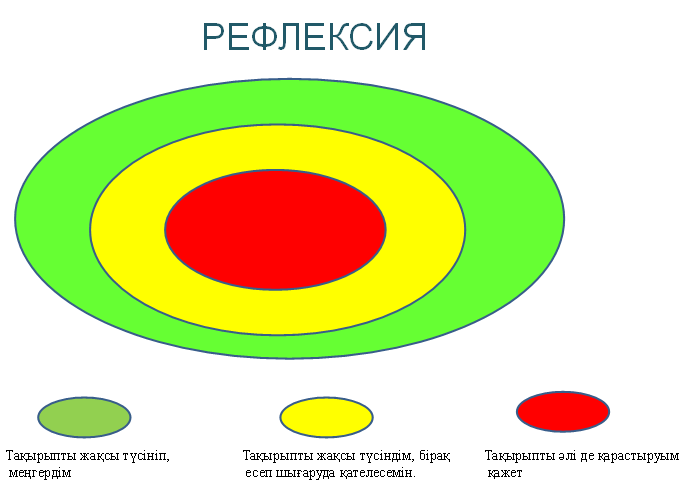 РЕФЛЕКСИЯ
Тақырыпты жақсы түсініп,
меңгердім
Тақырыпты жақсы түсіндім, бірақ
есеп шығаруда қателесемін.
Тақырыпты әлі де қарастыруым
қажет